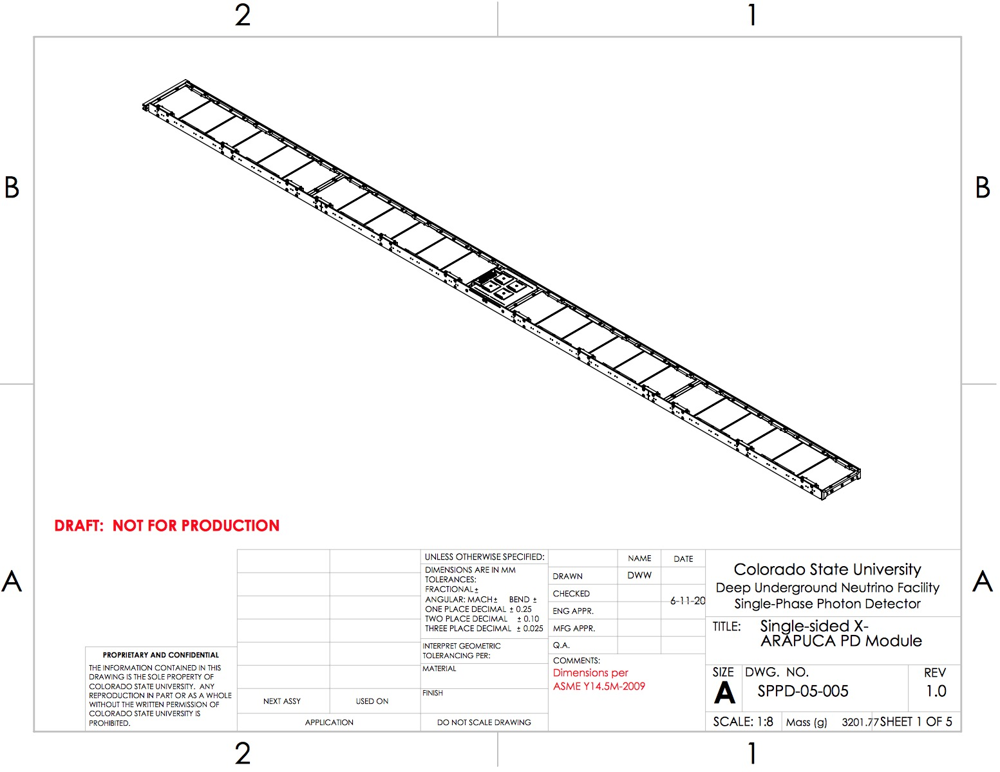 2 1
B B
DRAFT: NOT FOR PRODUCTION
A A
UNLESS OTHERWISE SPECIFIED:
DIMENSIONS ARE IN MM
TOLERANCES:
FRACTIONAL ±
ANGULAR: MACH ± BEND ±
ONE PLACE DECIMAL ± 0.25
TWO PLACE DECIMAL ± 0.10
THREE PLACE DECIMAL ± 0.025
INTERPRET GEOMETRIC
TOLERANCING PER:
MATERIAL
FINISH
DO NOT SCALE DRAWING
NAME DATE
DRAWN DWW
CHECKED
6-11-20
ENG APPR.
MFG APPR.
Q.A.
COMMENTS:
Dimensions per
ASME Y14.5M-2009
Colorado State University
Deep Underground Neutrino Facility
Single-Phase Photon Detector
TITLE: Single-sided X-
ARAPUCA PD Module
SIZE DWG. NO. REV
A SPPD-05-005 1.0
SCALE: 1:8 Mass (g) 3201.77 SHEET 1 OF 5
PROPRIETARY AND CONFIDENTIAL
THE INFORMATION CONTAINED IN THIS
DRAWING IS THE SOLE PROPERTY OF
COLORADO STATE UNIVERSITY. ANY
REPRODUCTION IN PART OR AS A WHOLE
WITHOUT THE WRITTEN PERMISSION OF
COLORADO STATE UNIVERSITY IS
PROHIBITED.
NEXT ASSY USED ON
APPLICATION
2 1